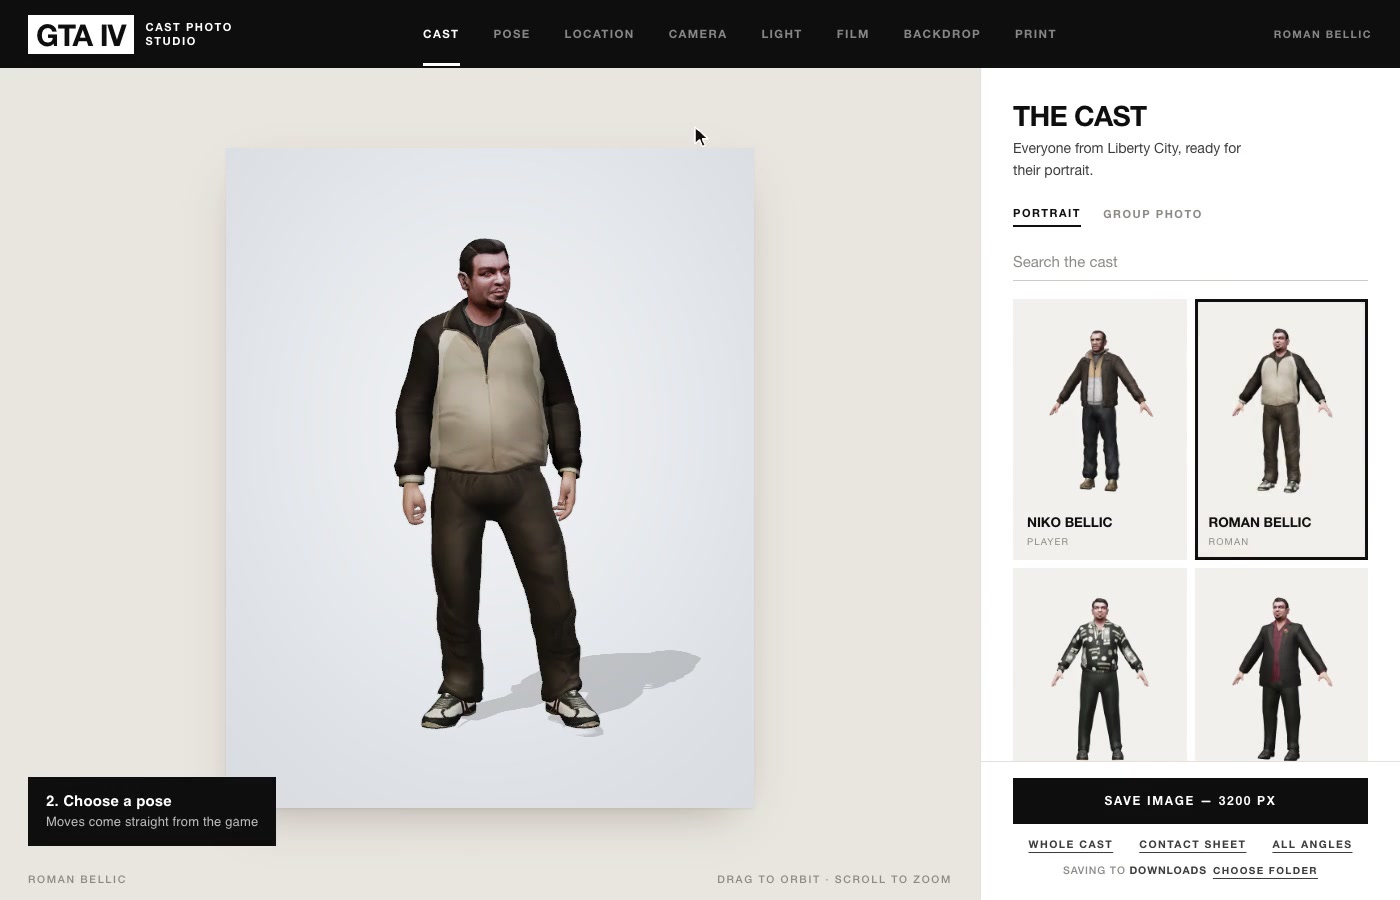 GTA IV
CAST PHOTO
STUDIO
CAST
POSE
LOCATION
CAMERA
LIGHT
FILM
BACKDROP
PRINT
ROMAN BELLIC
THE CAST
Everyone from Liberty City, ready for
their portrait.
PORTRAIT
GROUP PHOTO
Search the cast
NIKO BELLIC
PLAYER
ROMAN BELLIC
ROMAN
2. Choose a pose
Moves come straight from the game
ROMAN BELLIC
DRAG TO ORBIT · SCROLL TO ZOOM
SAVE IMAGE — 3200 PX
WHOLE CAST
CONTACT SHEET
ALL ANGLES
SAVING TO DOWNLOADS CHOOSE FOLDER